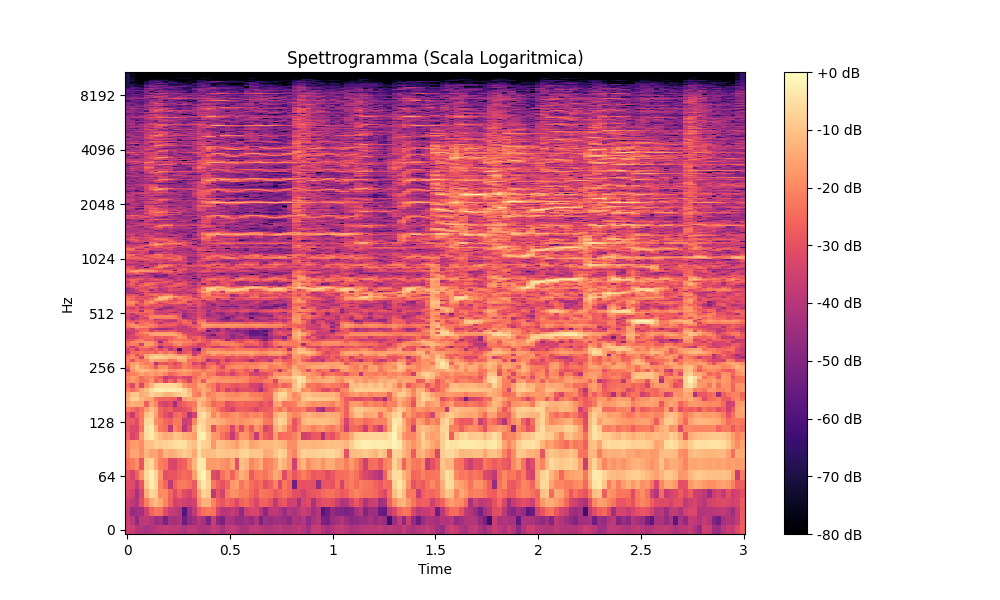 Spettrogramma (Scala Logaritmica)
Hz
8192
4096
2048
1024
512
256
128
64
0
0
0.5
1
1.5
2
2.5
3
Time
+0 dB
-10 dB
-20 dB
-30 dB
-40 dB
-50 dB
-60 dB
-70 dB
-80 dB